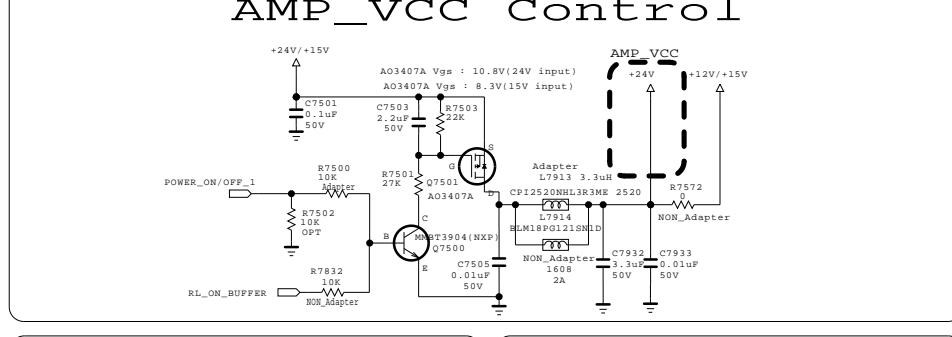 AMP_VCC Control
+24V/+15V
AMP_VCC
+24V
+12V/+15V
AO3407A Vgs : 10.8V(24V input)
AO3407A Vgs : 8.3V(15V input)
C7501
0.1uF
50V
C7503
2.2uF
50V
R7503
22K
S
G
D
R7501
27K
Q7501
AO3407A
Adapter
L7913 3.3uH
CPI2520NHL3R3ME 2520
R7500
10K
Adapter
POWER_ON/OFF_1
R7502
10K
OPT
R7572
0
NON_Adapter
L7914
BLM18PG121SN1D
C
B
E
MMBT3904(NXP)
Q7500
NON_Adapter
1608
2A
C7505
0.01uF
50V
C7932
3.3uF
50V
C7933
0.01uF
50V
R7832
10K
NON_Adapter
RL_ON_BUFFER